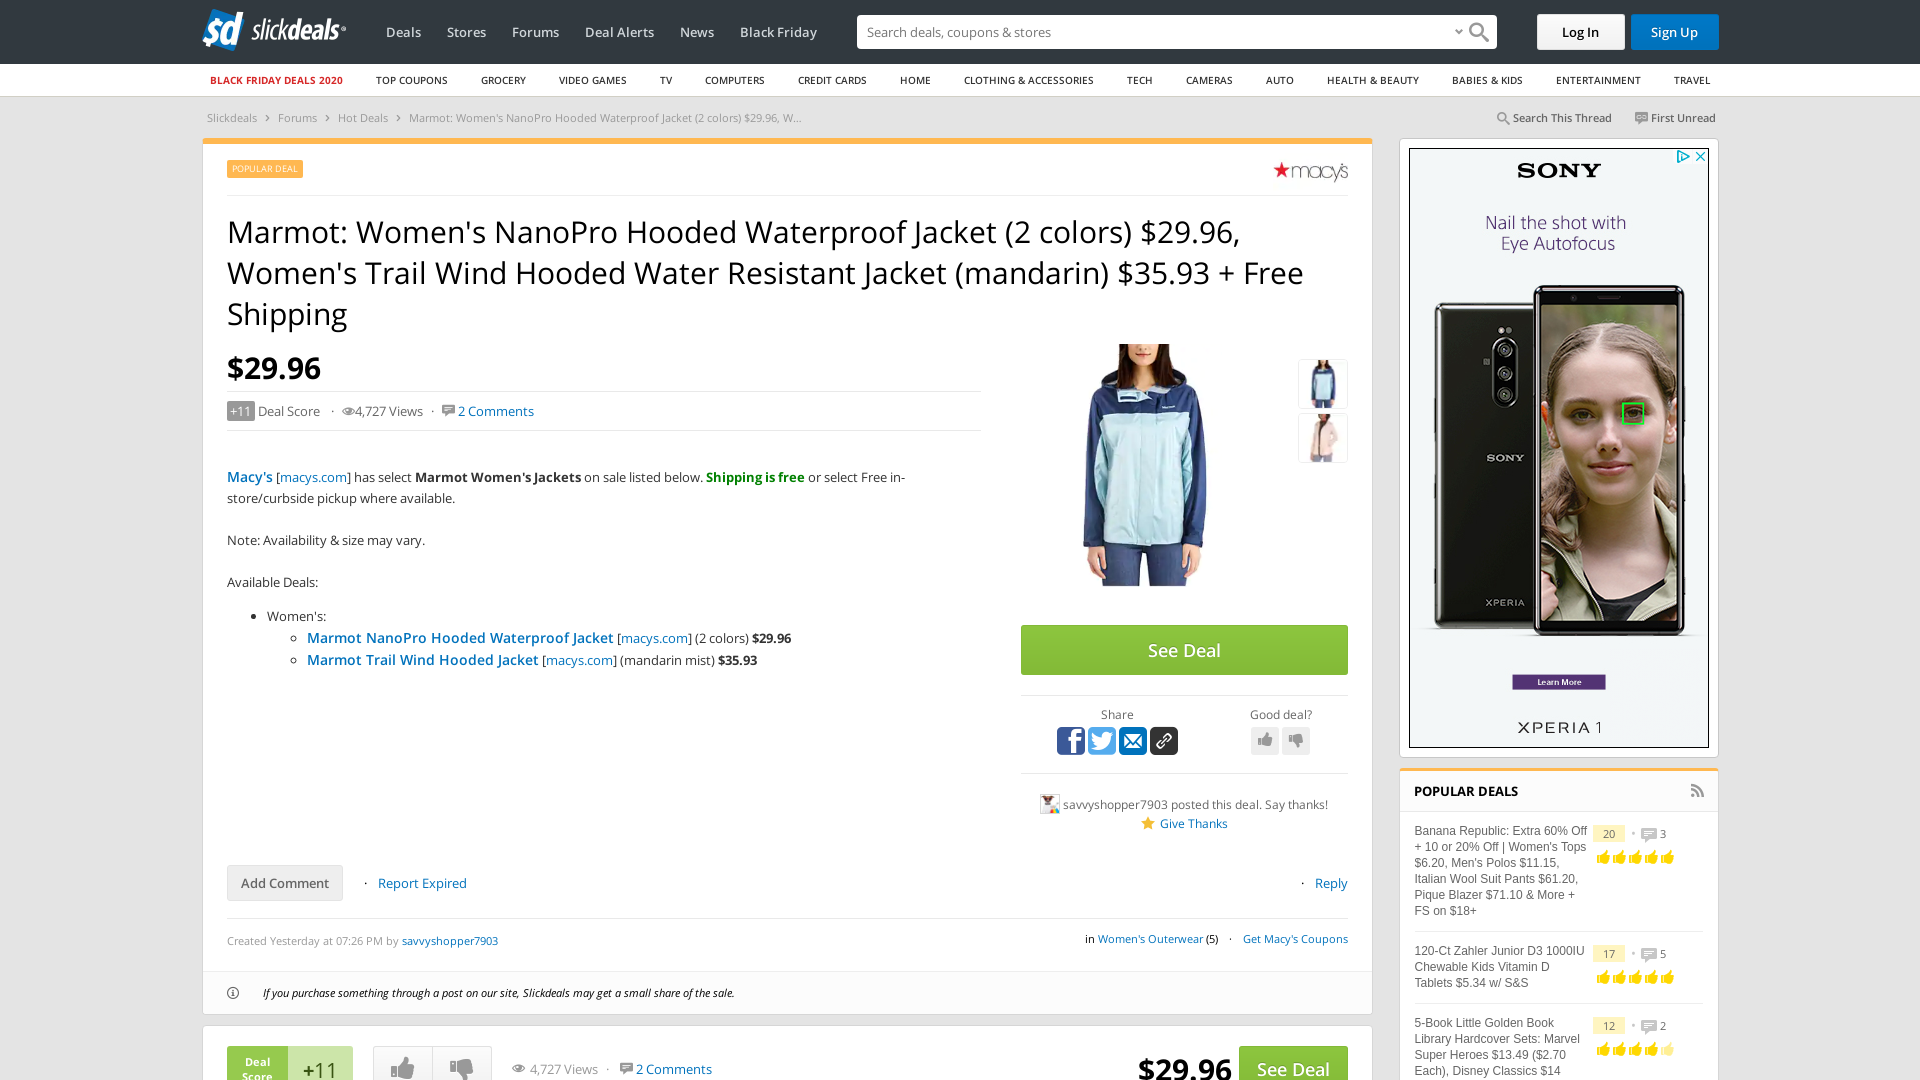 sd slickdeals
Deals Stores Forums Deal Alerts News Black Friday
Search deals, coupons & stores
Log In
Sign Up
BLACK FRIDAY DEALS 2020 TOP COUPONS GROCERY VIDEO GAMES TV COMPUTERS CREDIT CARDS HOME CLOTHING & ACCESSORIES TECH CAMERAS AUTO HEALTH & BEAUTY BABIES & KIDS ENTERTAINMENT TRAVEL
Slickdeals > Forums > Hot Deals > Marmot: Women's NanoPro Hooded Waterproof Jacket (2 colors) $29.96, W...
Search This Thread First Unread
POPULAR DEAL
macy's
Marmot: Women's NanoPro Hooded Waterproof Jacket (2 colors) $29.96,
Women's Trail Wind Hooded Water Resistant Jacket (mandarin) $35.93 + Free
Shipping
$29.96
+11 Deal Score · 4,727 Views · 2 Comments
Macy's [macys.com] has select Marmot Women's Jackets on sale listed below. Shipping is free or select Free in-
store/curbside pickup where available.
Note: Availability & size may vary.
Available Deals:
Women's:
Marmot NanoPro Hooded Waterproof Jacket [macys.com] (2 colors) $29.96
Marmot Trail Wind Hooded Jacket [macys.com] (mandarin mist) $35.93
See Deal
Share
Good deal?
savvyshopper7903 posted this deal. Say thanks!
Give Thanks
Add Comment · Report Expired
· Reply
Created Yesterday at 07:26 PM by savvyshopper7903
in Women's Outerwear (5) · Get Macy's Coupons
If you purchase something through a post on our site, Slickdeals may get a small share of the sale.
Deal
Score
+11
4,727 Views · 2 Comments
$29.96
See Deal
SONY
Nail the shot with
Eye Autofocus
SONY
XPERIA
Learn More
XPERIA 1
POPULAR DEALS
Banana Republic: Extra 60% Off
+ 10 or 20% Off | Women's Tops
$6.20, Men's Polos $11.15,
Italian Wool Suit Pants $61.20,
Pique Blazer $71.10 & More +
FS on $18+
20 · 3
120-Ct Zahler Junior D3 1000IU
Chewable Kids Vitamin D
Tablets $5.34 w/ S&S
17 · 5
5-Book Little Golden Book
Library Hardcover Sets: Marvel
Super Heroes $13.49 ($2.70
Each), Disney Classics $14
12 · 2